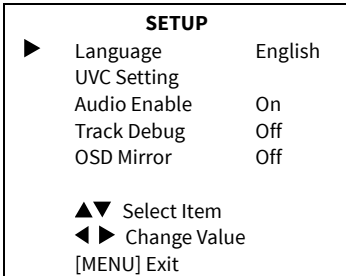 SETUP
▶ Language English
UVC Setting
Audio Enable On
Track Debug Off
OSD Mirror Off
▲▼ Select Item
◀ ▶ Change Value
[MENU] Exit